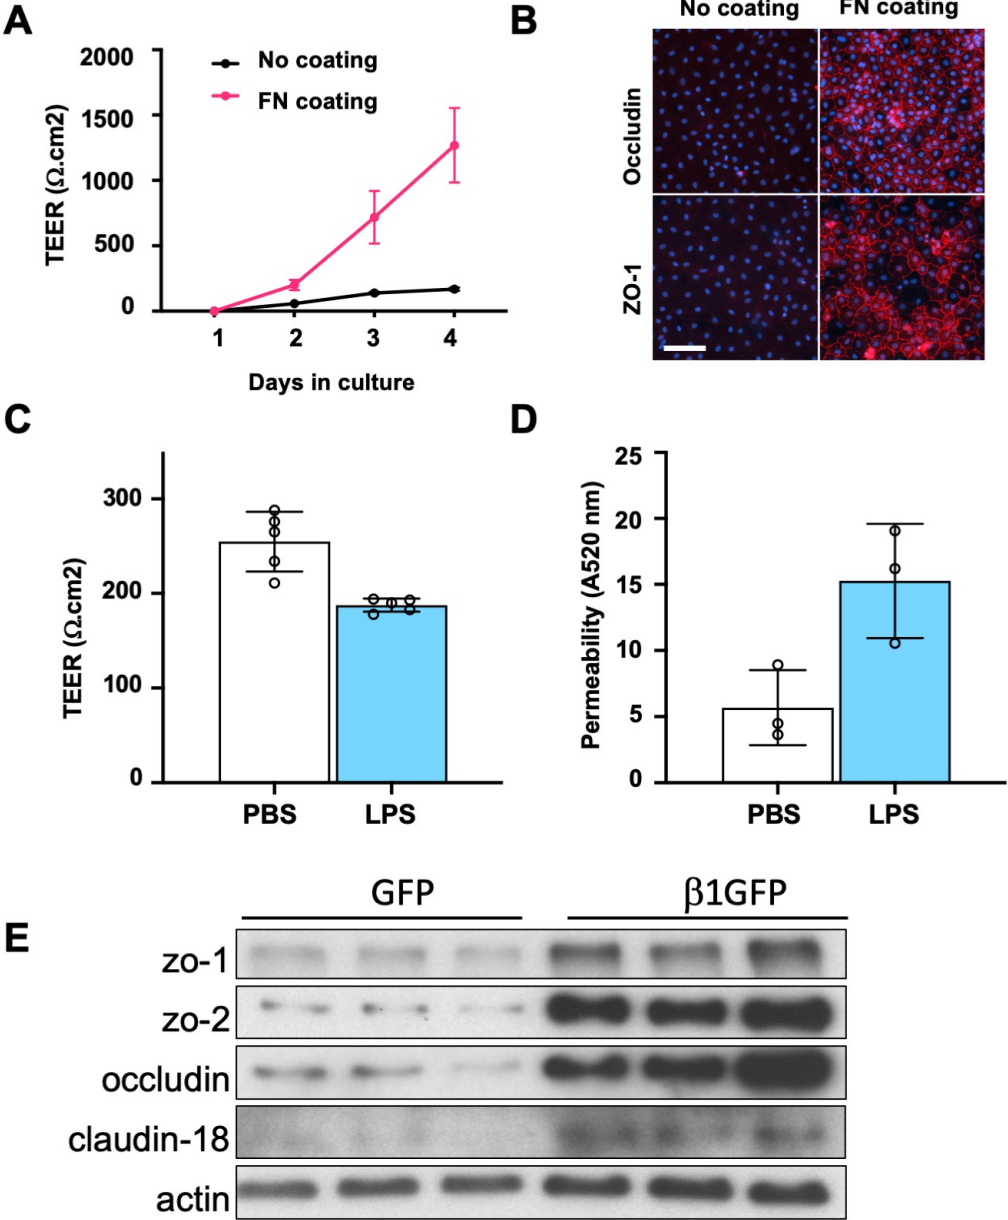 A
2000
1500
1000
500
0
TEER (Ω.cm2)
No coating
FN coating
1 2 3 4
Days in culture
B
No coating FN coating
Occludin
ZO-1
C
300
200
100
0
TEER (Ω.cm2)
PBS LPS
D
25
20
15
10
5
0
Permeability (A520 nm)
PBS LPS
E
GFP β1GFP
zo-1
zo-2
occludin
claudin-18
actin